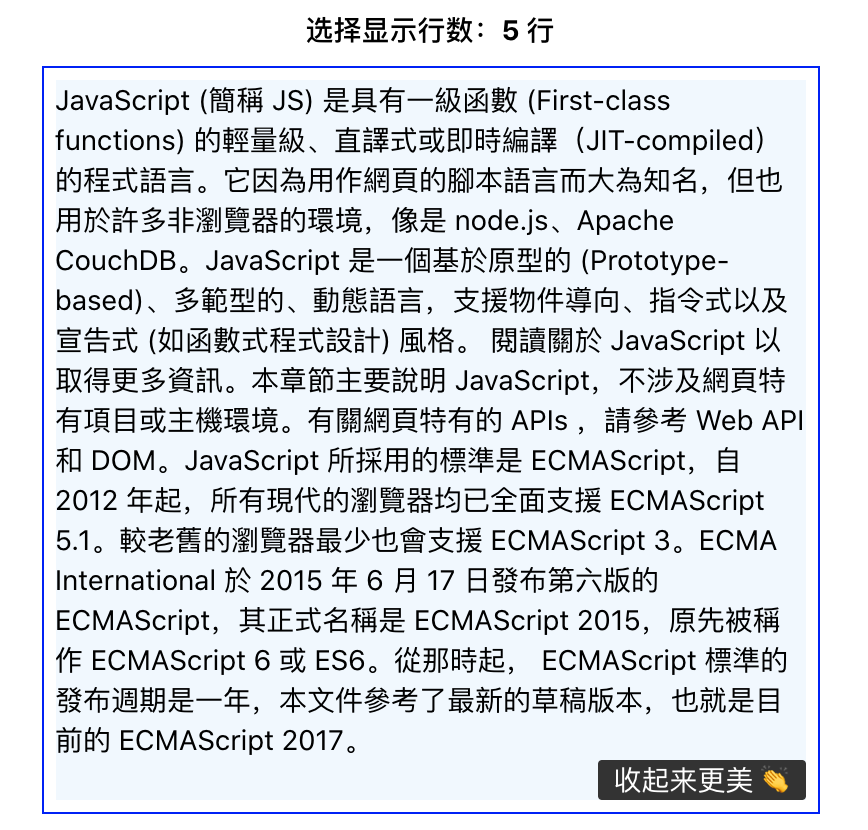 选择显示行数：5 行
JavaScript (簡稱 JS) 是具有一級函數 (First-class
functions) 的輕量級、直譯式或即時編譯（JIT-compiled）
的程式語言。它因為用作網頁的腳本語言而大為知名，但也
用於許多非瀏覽器的環境，像是 node.js、Apache
CouchDB。JavaScript 是一個基於原型的 (Prototype-
based)、多範型的、動態語言，支援物件導向、指令式以及
宣告式 (如函數式程式設計) 風格。 閱讀關於 JavaScript 以
取得更多資訊。本章節主要說明 JavaScript，不涉及網頁特
有項目或主機環境。有關網頁特有的 APIs ，請參考 Web API
和 DOM。JavaScript 所採用的標準是 ECMAScript，自
2012 年起，所有現代的瀏覽器均已全面支援 ECMAScript
5.1。較老舊的瀏覽器最少也會支援 ECMAScript 3。ECMA
International 於 2015 年 6 月 17 日發布第六版的
ECMAScript，其正式名稱是 ECMAScript 2015，原先被稱
作 ECMAScript 6 或 ES6。從那時起， ECMAScript 標準的
發布週期是一年，本文件參考了最新的草稿版本，也就是目
前的 ECMAScript 2017。
收起来更美 👏